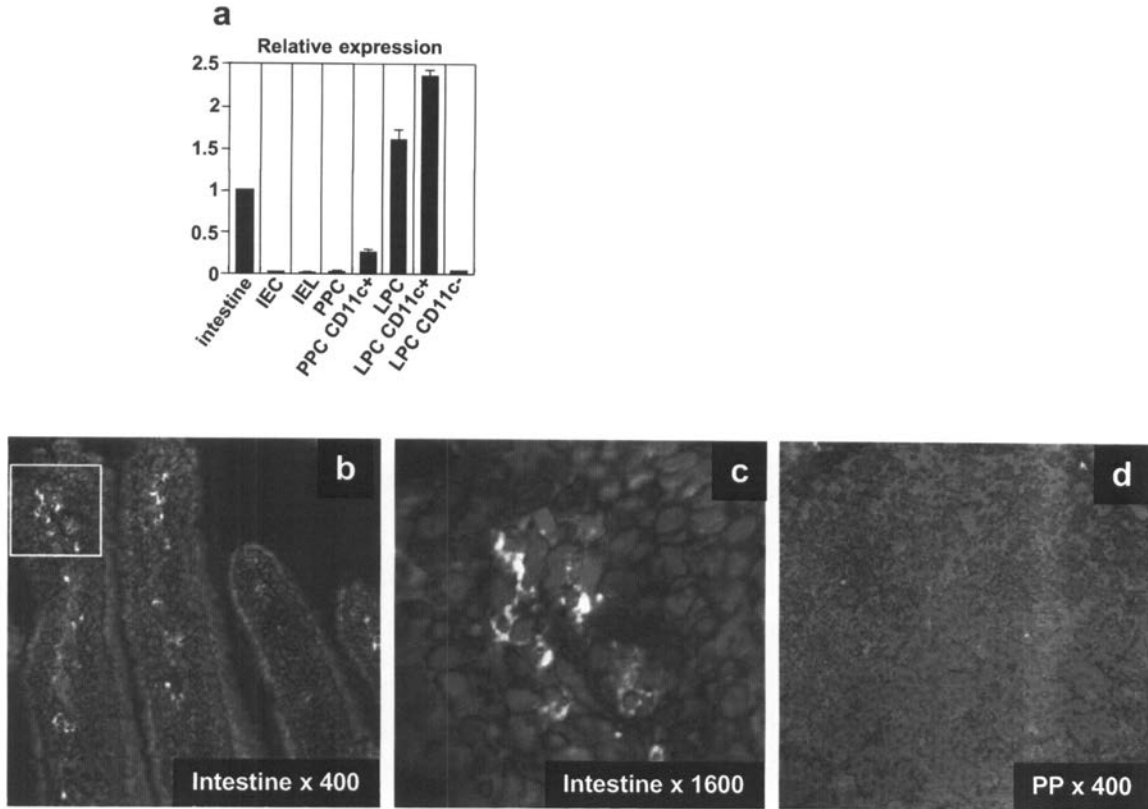 a
Relative expression
2.5
2
1.5
1
0.5
0
intestine
IEC
IEL
PPC
PPC CD11c+
LPC
LPC CD11c+
LPC CD11c-
b
Intestine x 400
c
Intestine x 1600
d
PP x 400